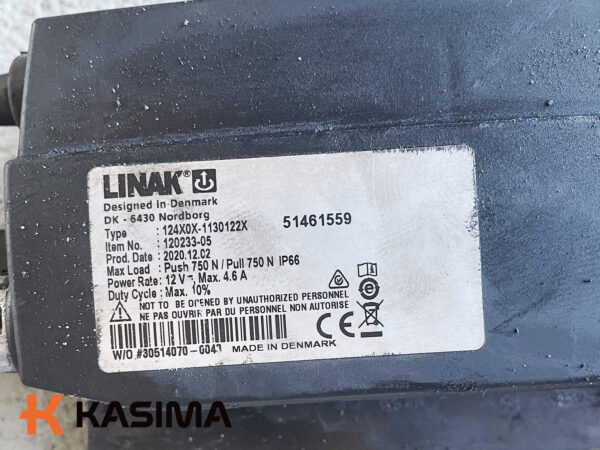 LINAK®
Designed in Denmark
DK - 6430 Nordborg
Type : 124X0X-1130122X 51461559
Item No. : 120233-05
Prod. Date : 2020.12.02
Max Load : Push 750 N / Pull 750 N IP66
Power Rate : 12 V ⎓ Max. 4.6 A
Duty Cycle : Max. 10%
NOT TO BE OPENED BY UNAUTHORIZED PERSONNEL
NE PAS OUVRIR PAR DU PERSONNEL NON AUTORISE
CE
W/O #30514070-0043 MADE IN DENMARK
KASIMA